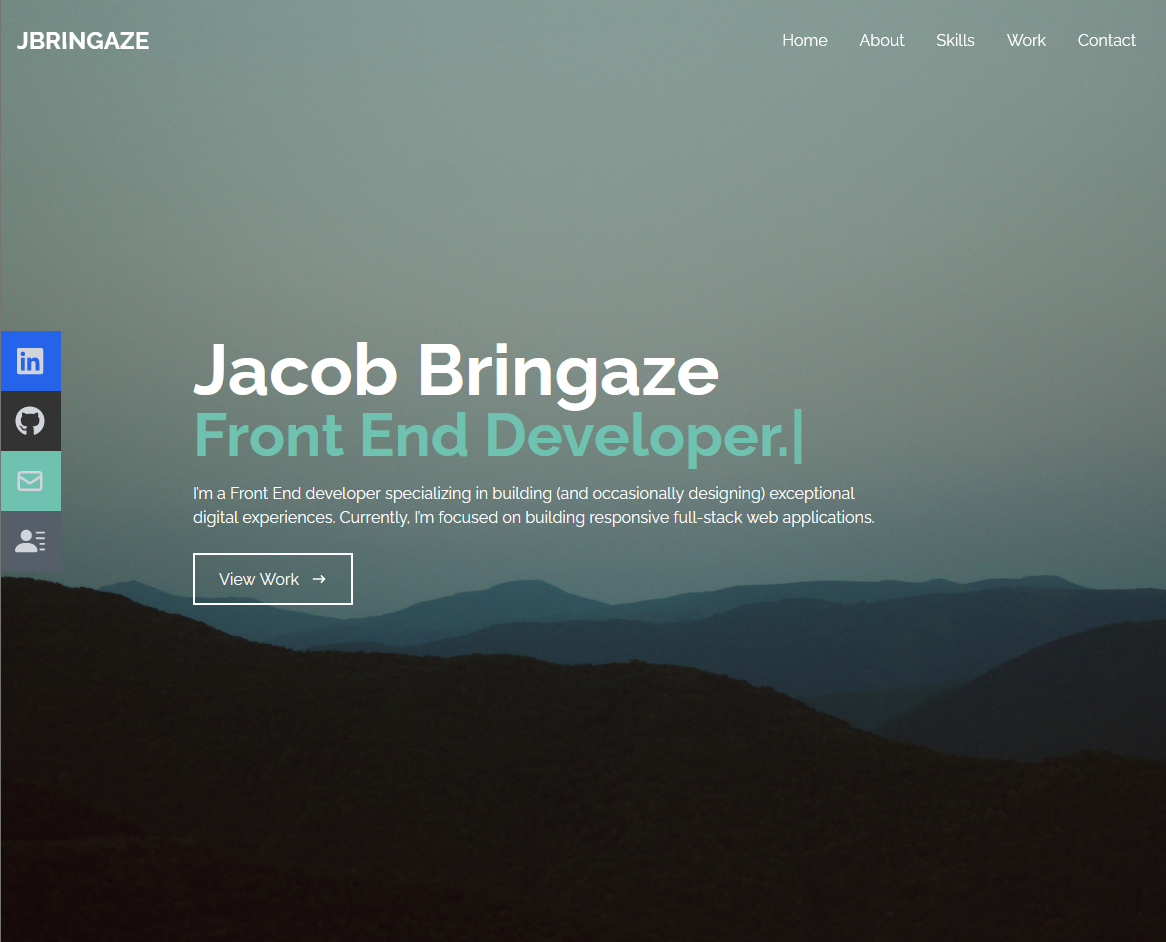 JBRINGAZE
Home About Skills Work Contact
Jacob Bringaze
Front End Developer.|
I'm a Front End developer specializing in building (and occasionally designing) exceptional
digital experiences. Currently, I'm focused on building responsive full-stack web applications.
View Work →
in